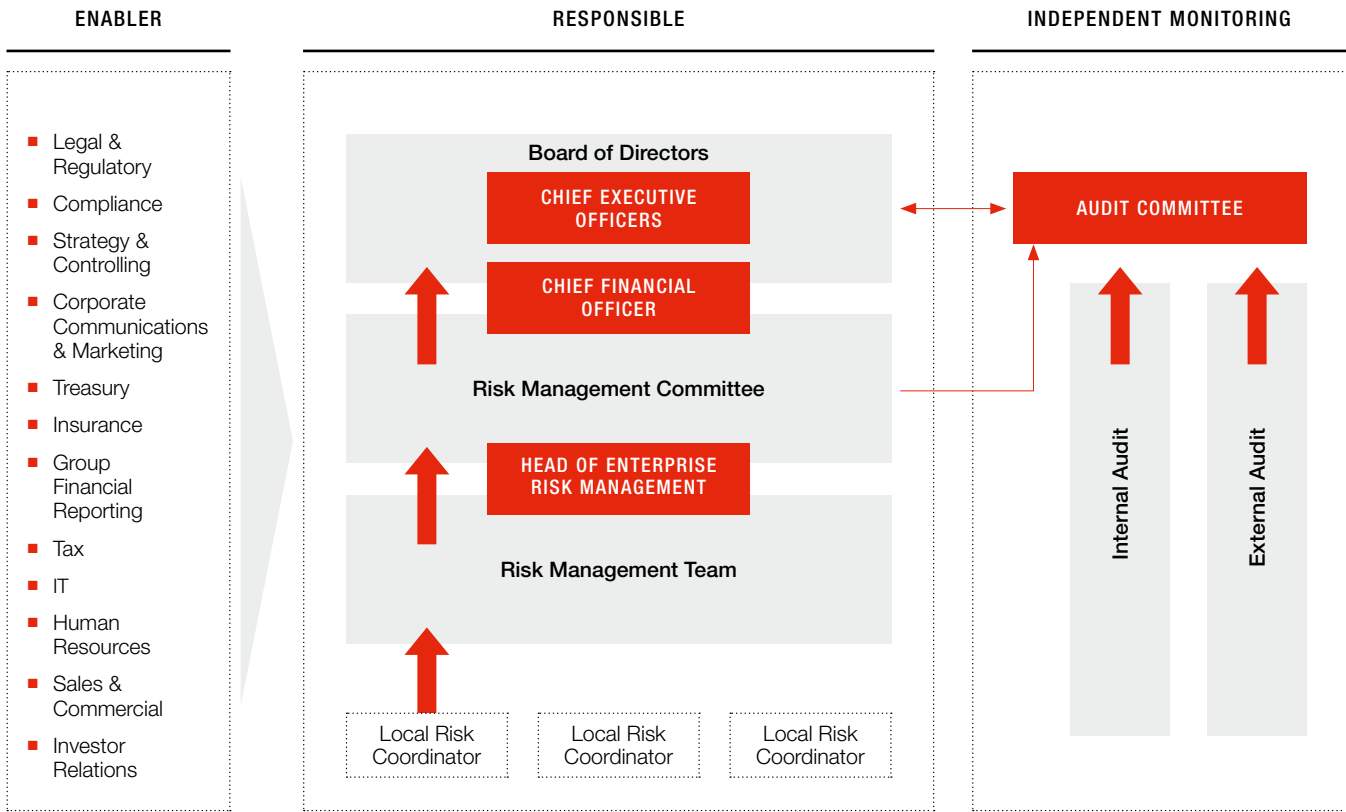 ENABLER
RESPONSIBLE
INDEPENDENT MONITORING
Legal &
Regulatory
Compliance
Strategy &
Controlling
Corporate
Communications
& Marketing
Treasury
Insurance
Group
Financial
Reporting
Tax
IT
Human
Resources
Sales &
Commercial
Investor
Relations
Board of Directors
CHIEF EXECUTIVE
OFFICERS
CHIEF FINANCIAL
OFFICER
Risk Management Committee
HEAD OF ENTERPRISE
RISK MANAGEMENT
Risk Management Team
Local Risk
Coordinator
Local Risk
Coordinator
Local Risk
Coordinator
AUDIT COMMITTEE
Internal Audit
External Audit